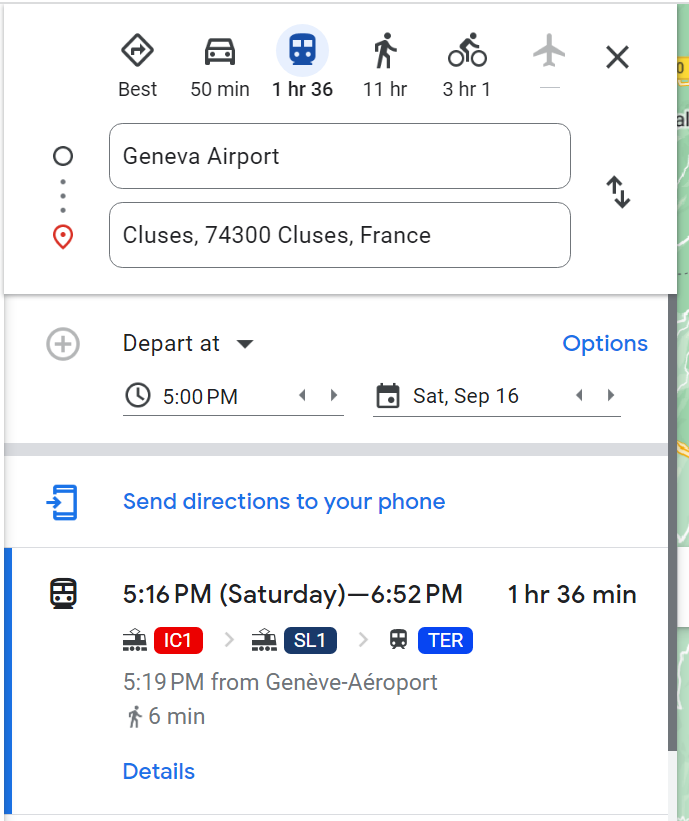 Best 50 min 1 hr 36 11 hr 3 hr 1 —
Geneva Airport
Cluses, 74300 Cluses, France
Depart at Options
5:00 PM Sat, Sep 16
Send directions to your phone
5:16 PM (Saturday)—6:52 PM 1 hr 36 min
IC1 SL1 TER
5:19 PM from Genève-Aéroport
6 min
Details